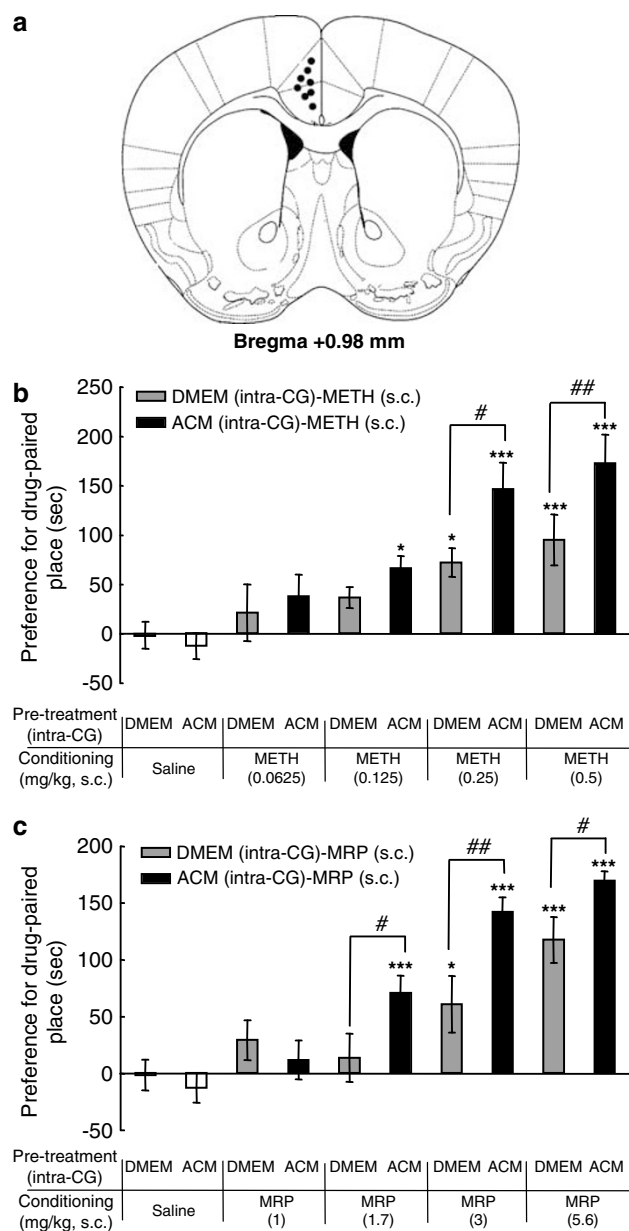 a
Bregma +0.98 mm
b
Preference for drug-paired
place (sec)
250
200
150
100
50
0
-50
DMEM (intra-CG)-METH (s.c.)
ACM (intra-CG)-METH (s.c.)
# ##
* * *** *** ***
Pre-treatment
(intra-CG)
DMEM ACM DMEM ACM DMEM ACM DMEM ACM DMEM ACM
Conditioning
(mg/kg, s.c.)
Saline METH METH METH METH
(0.0625) (0.125) (0.25) (0.5)
c
Preference for drug-paired
place (sec)
200
150
100
50
0
-50
DMEM (intra-CG)-MRP (s.c.)
ACM (intra-CG)-MRP (s.c.)
# ## #
*** * *** *** ***
Pre-treatment
(intra-CG)
DMEM ACM DMEM ACM DMEM ACM DMEM ACM DMEM ACM
Conditioning
(mg/kg, s.c.)
Saline MRP MRP MRP MRP
(1) (1.7) (3) (5.6)